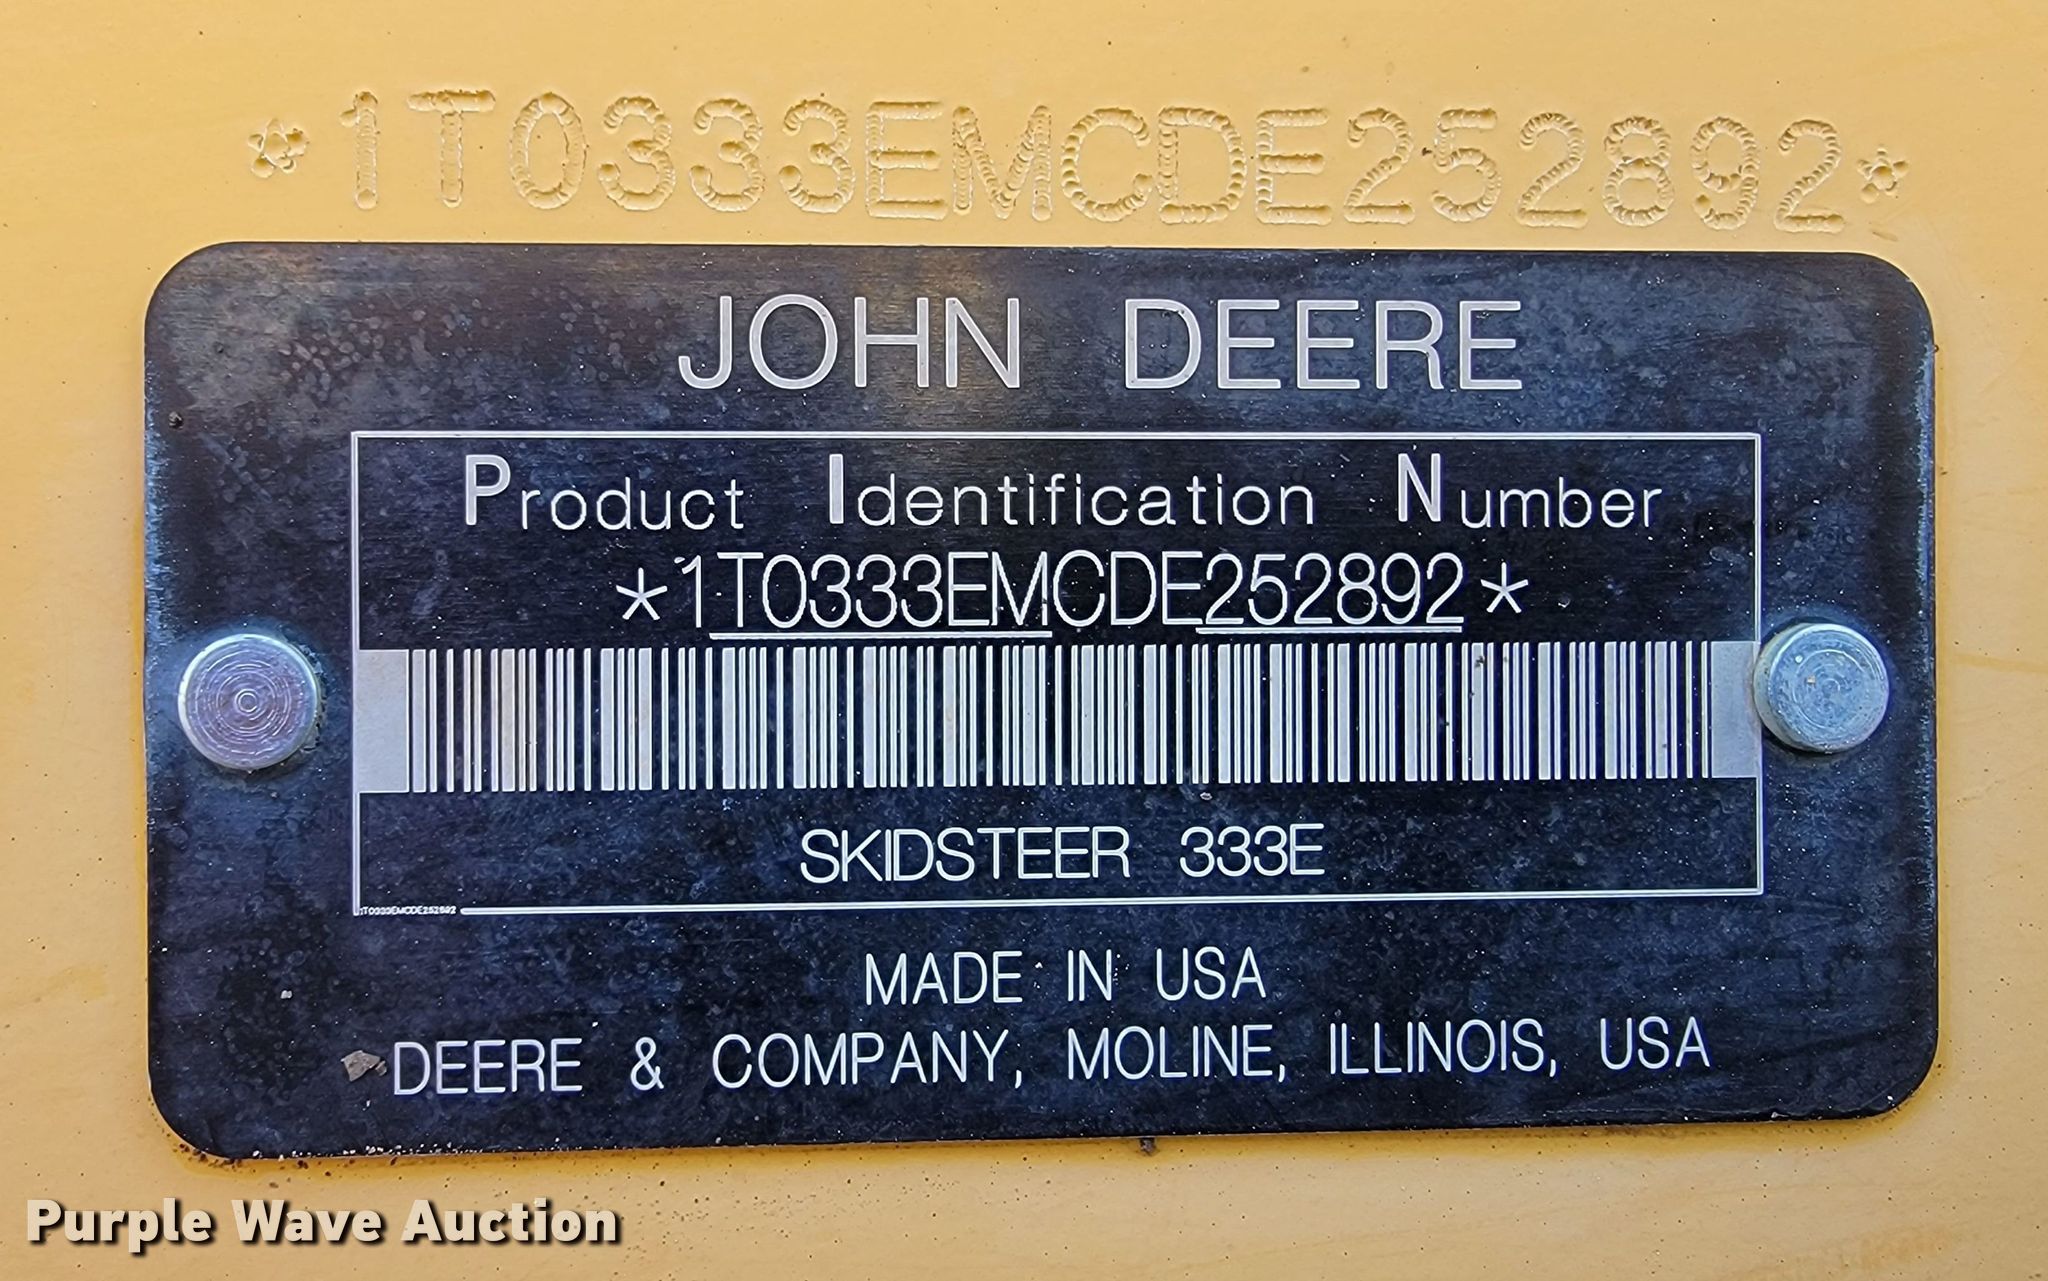 *1T0333EMCDE252892*
JOHN DEERE
Product Identification Number
*1T0333EMCDE252892*
SKIDSTEER 333E
1T0333EMCDE252892
MADE IN USA
DEERE & COMPANY, MOLINE, ILLINOIS, USA
Purple Wave Auction